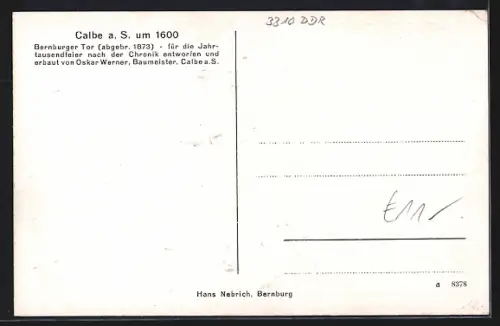 Calbe a. S. um 1600
3310 DDR
Bernburger Tor (abgebr. 1873) - für die Jahr-
tausendfeier nach der Chronik entworfen und
erbaut von Oskar Werner, Baumeister, Calbe a. S.
a 8378
Hans Nebrich, Bernburg